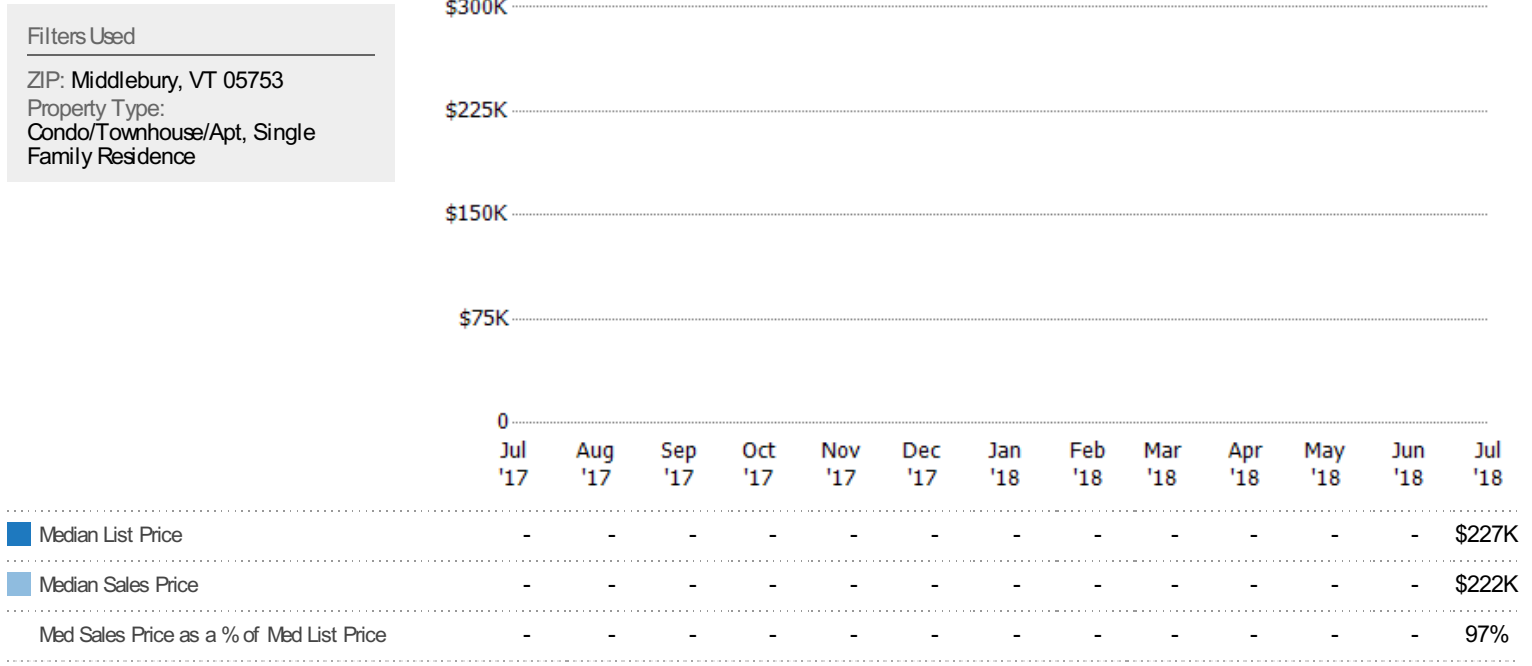 Filters Used
ZIP: Middlebury, VT 05753
Property Type:
Condo/Townhouse/Apt, Single
Family Residence
$300K
$225K
$150K
$75K
0
Jul Aug Sep Oct Nov Dec Jan Feb Mar Apr May Jun Jul
'17 '17 '17 '17 '17 '17 '18 '18 '18 '18 '18 '18 '18
Median List Price - - - - - - - - - - - - $227K
Median Sales Price - - - - - - - - - - - - $222K
Med Sales Price as a % of Med List Price - - - - - - - - - - - - 97%